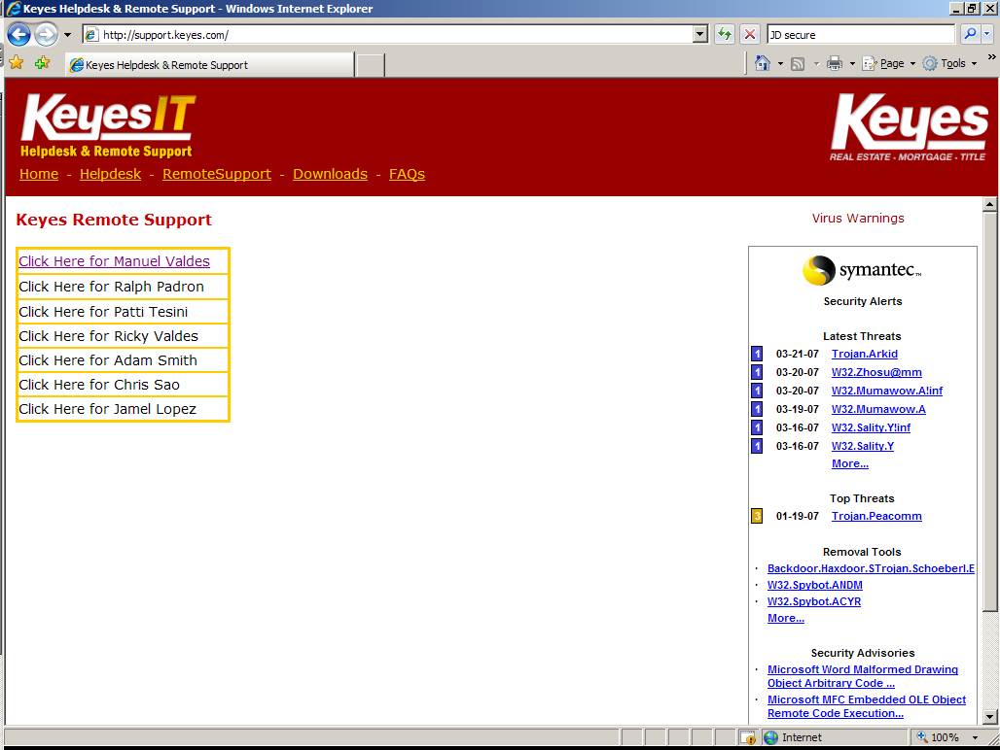 Keyes Helpdesk & Remote Support - Windows Internet Explorer
http://support.keyes.com/
JD secure
Keyes Helpdesk & Remote Support
Page
Tools
»
KeyesIT
Helpdesk & Remote Support
Keyes
REAL ESTATE • MORTGAGE • TITLE
Home - Helpdesk - RemoteSupport - Downloads - FAQs
Keyes Remote Support
Click Here for Manuel Valdes
Click Here for Ralph Padron
Click Here for Patti Tesini
Click Here for Ricky Valdes
Click Here for Adam Smith
Click Here for Chris Sao
Click Here for Jamel Lopez
Virus Warnings
symantec™
Security Alerts
Latest Threats
1 03-21-07 Trojan.Arkid
1 03-20-07 W32.Zhosu@mm
1 03-20-07 W32.Mumawow.A!inf
1 03-19-07 W32.Mumawow.A
1 03-16-07 W32.Sality.Y!inf
1 03-16-07 W32.Sality.Y
More...
Top Threats
3 01-19-07 Trojan.Peacomm
Removal Tools
· Backdoor.Haxdoor.STrojan.Schoeberl.E
· W32.Spybot.ANDM
· W32.Spybot.ACYR
More...
Security Advisories
· Microsoft Word Malformed Drawing
Object Arbitrary Code ...
· Microsoft MFC Embedded OLE Object
Remote Code Execution...
Internet
100%